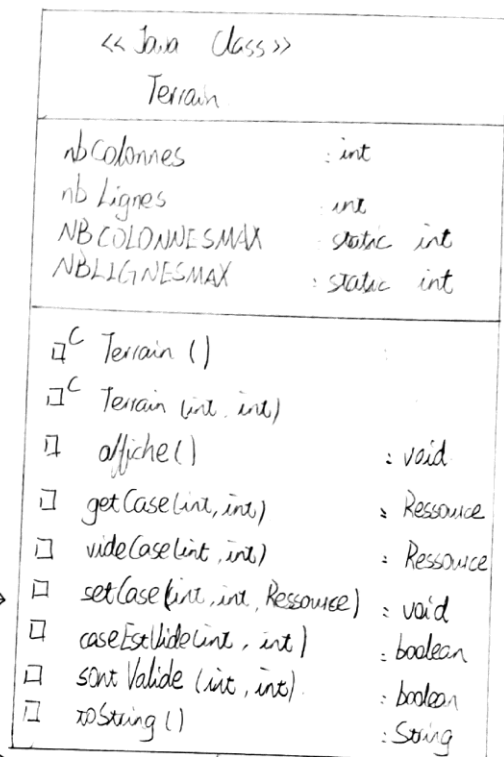 << Java Class >>
Terrain
nbColonnes : int
nbLignes int
NBCOLONNESMAX : static int
NBLIGNESMAX : static int
C Terrain ()
C Terrain (int, int)
affiche() : void
getCase(int, int) : Ressource
videCase(int, int) : Ressource
setCase(int, int, Ressource) : void
caseEstVide(int, int) : boolean
sontValide (int, int) : boolean
toString () : String